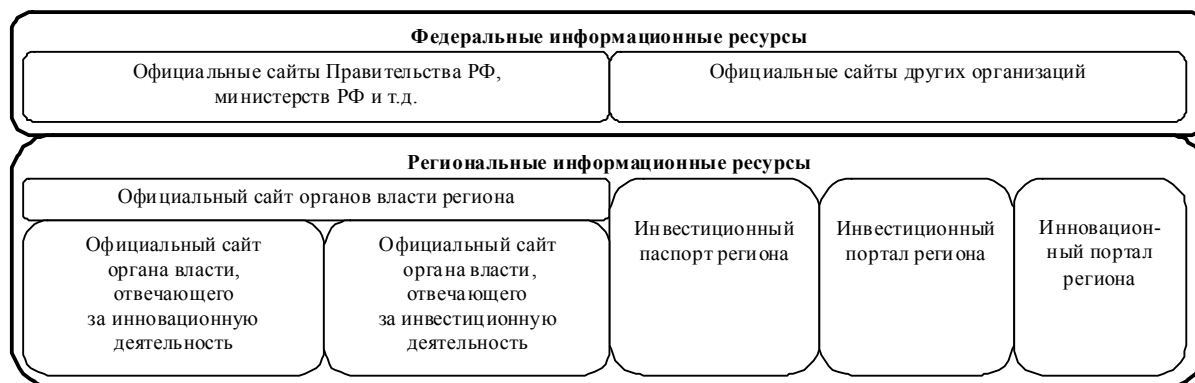 Федеральные информационные ресурсы
Официальные сайты Правительства РФ,
министерств РФ и т.д.
Официальные сайты других организаций
Региональные информационные ресурсы
Официальный сайт органов власти региона
Официальный сайт
органа власти,
отвечающего
за инновационную
деятельность
Официальный сайт
органа власти,
отвечающего
за инвестиционную
деятельность
Инвестиционный
паспорт региона
Инвестиционный
портал региона
Инновацион-
ный портал
региона